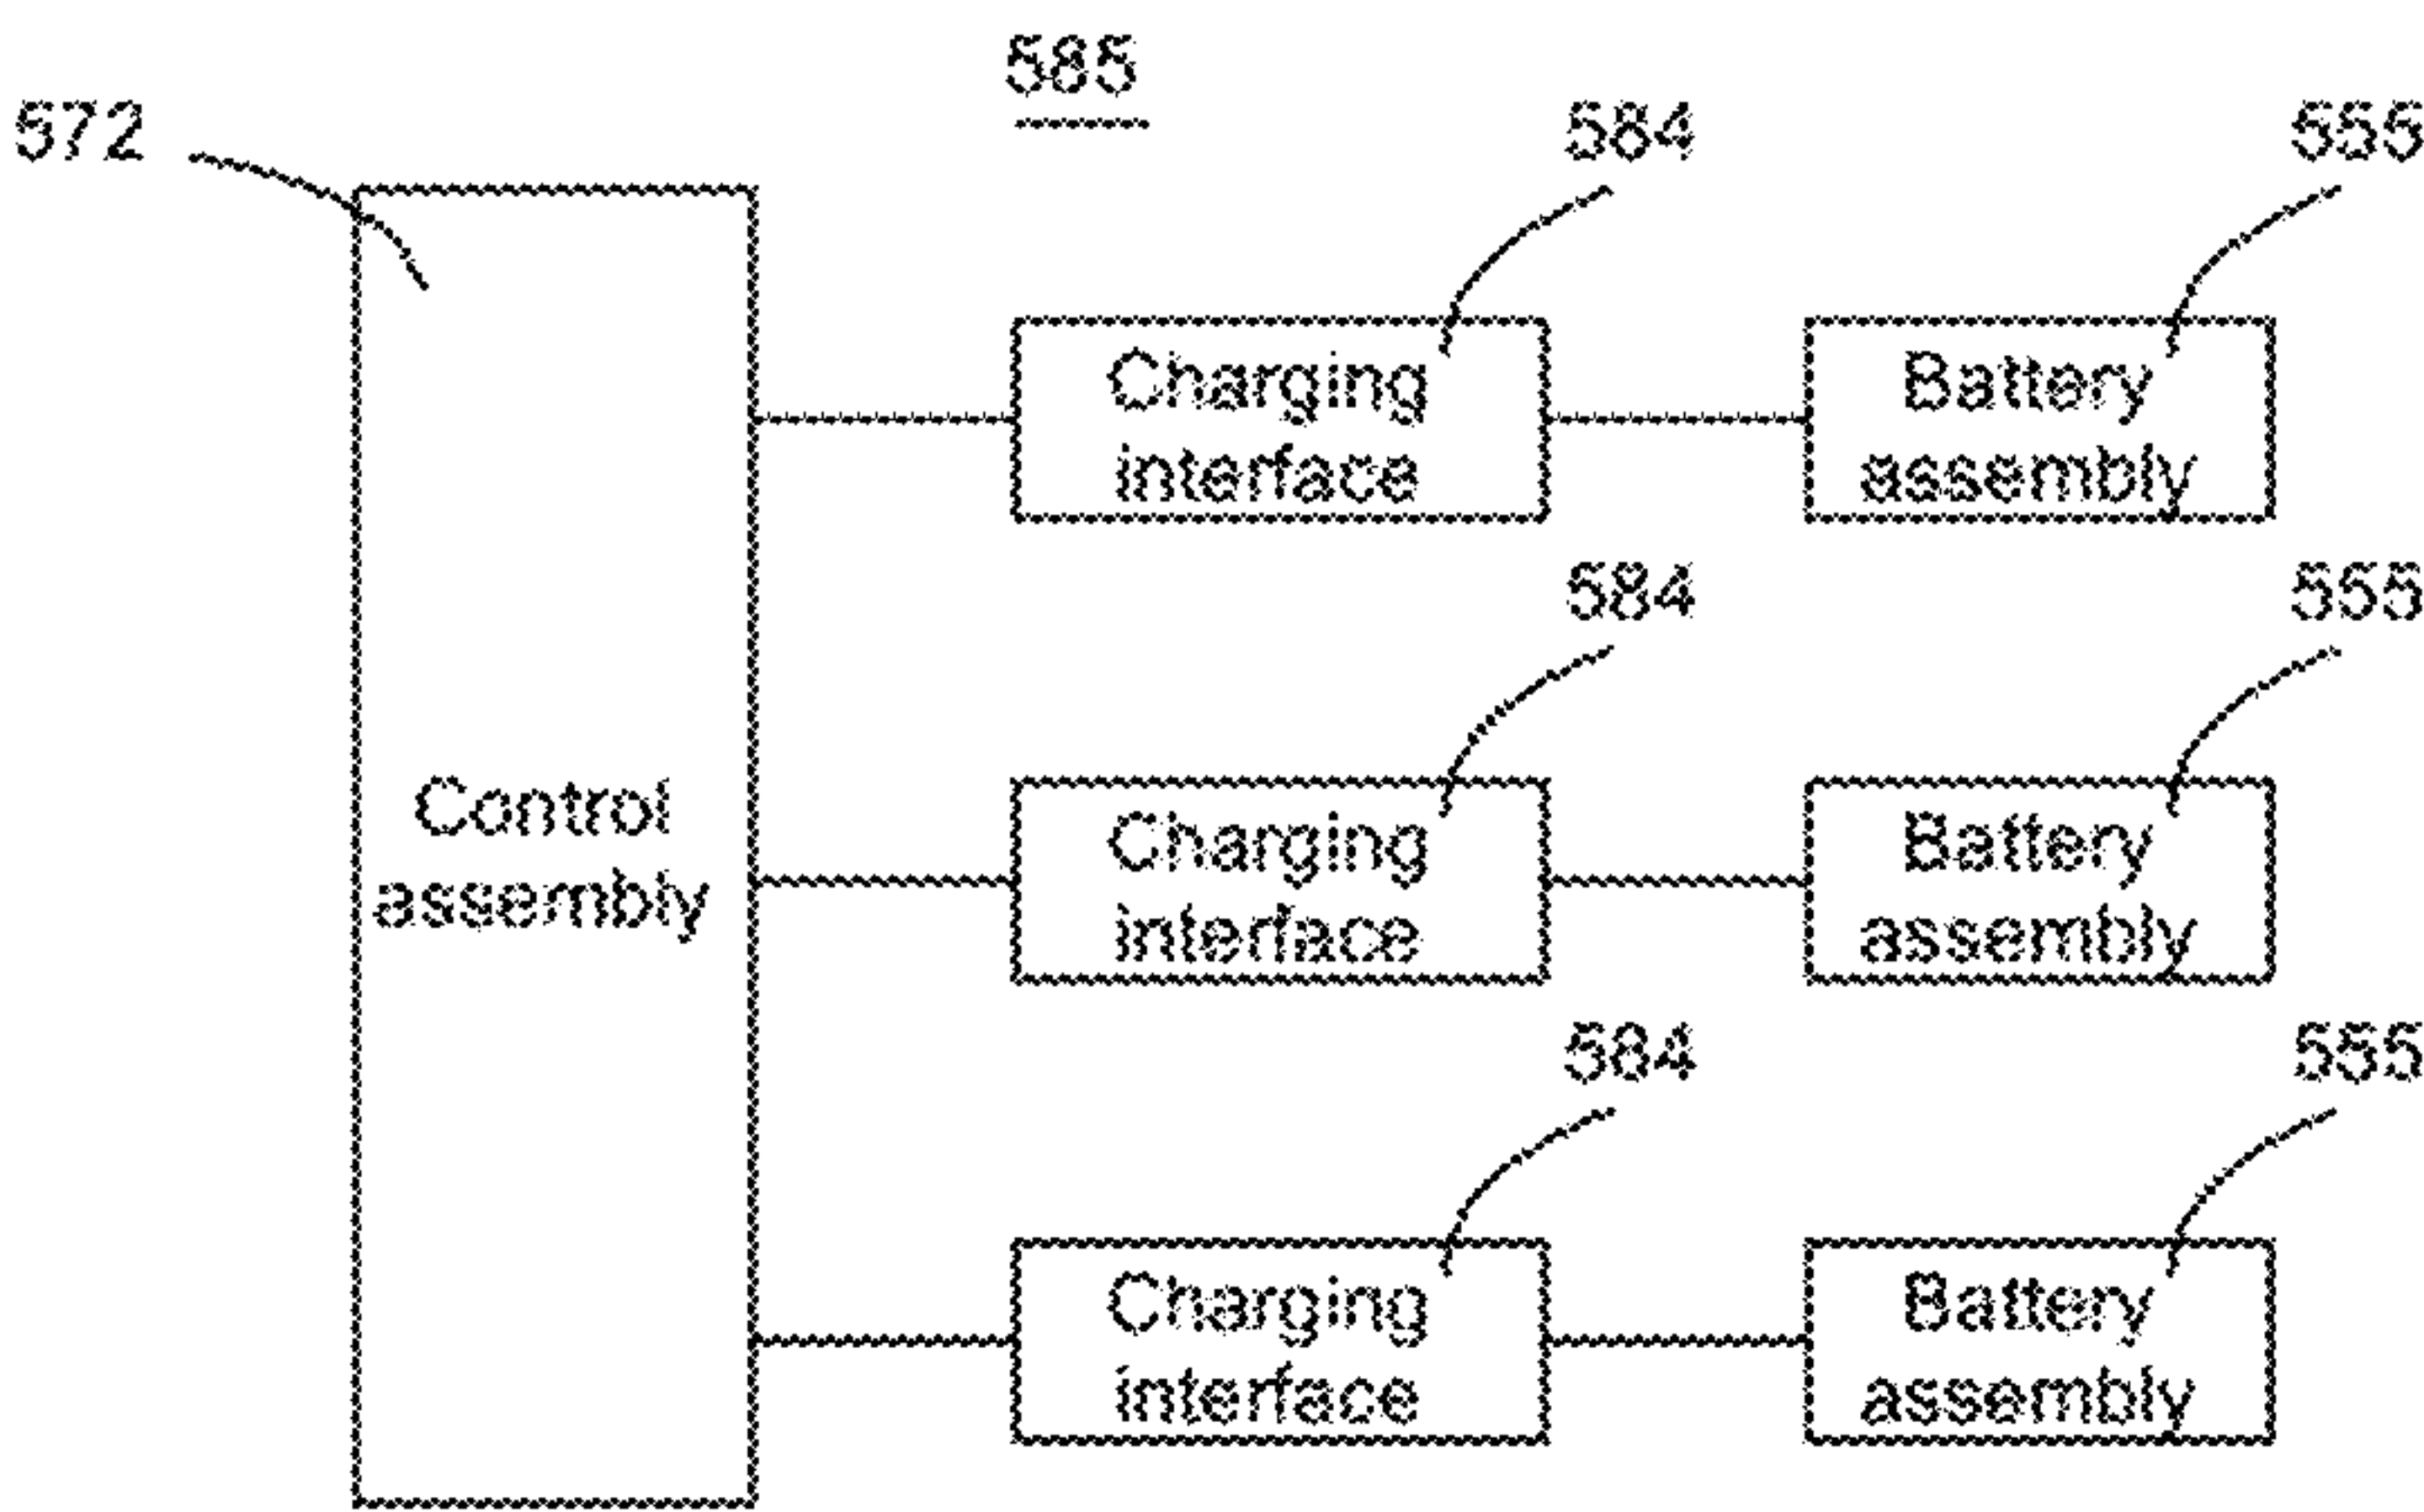 585
572
584
555
Charging
interface
Battery
assembly
584
555
Control
assembly
Charging
interface
Battery
assembly
584
555
Charging
interface
Battery
assembly